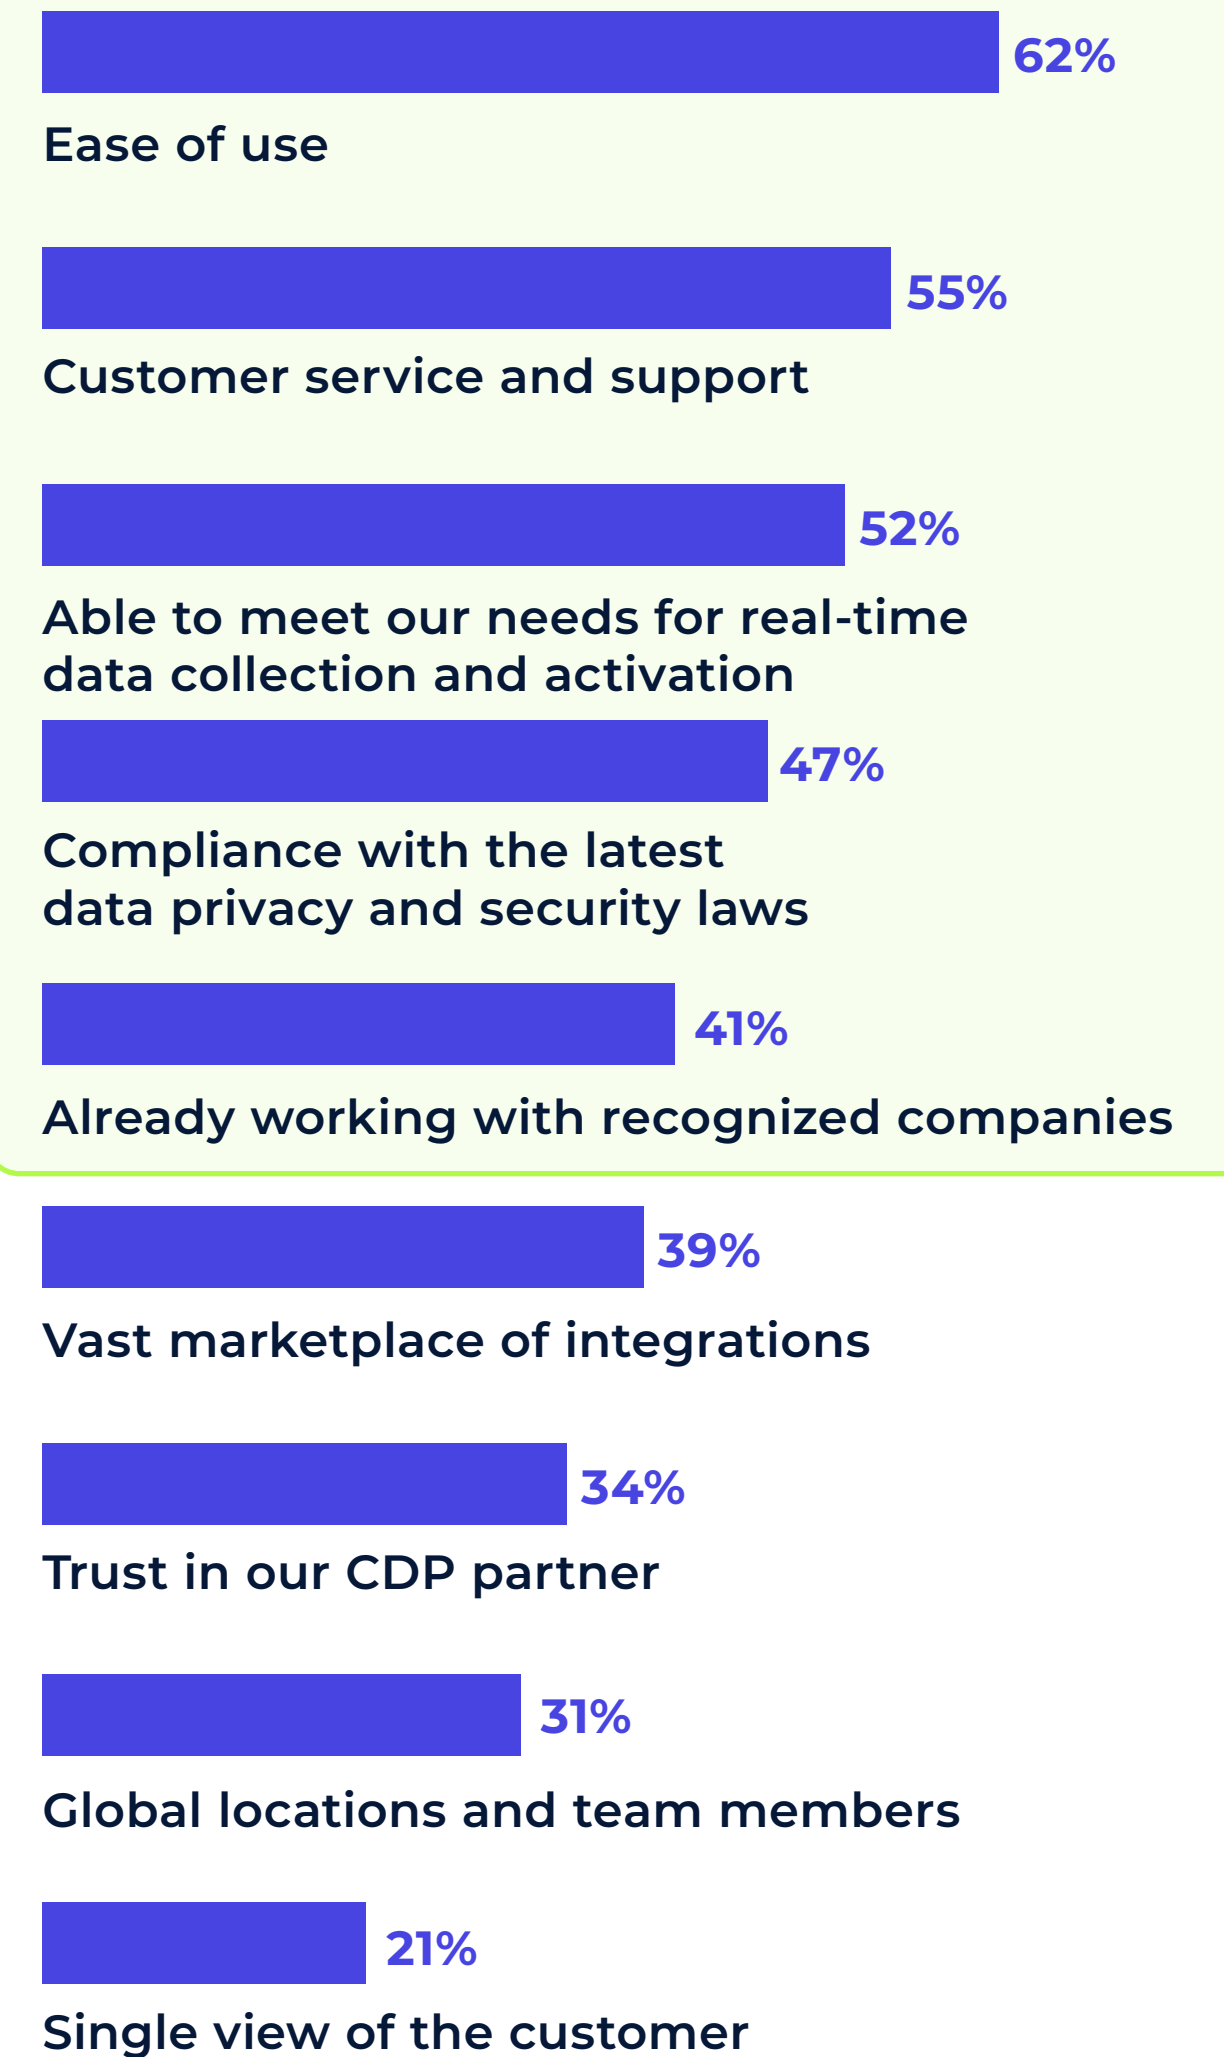 62%
Ease of use
55%
Customer service and support
52%
Able to meet our needs for real-time
data collection and activation
47%
Compliance with the latest
data privacy and security laws
41%
Already working with recognized companies
39%
Vast marketplace of integrations
34%
Trust in our CDP partner
31%
Global locations and team members
21%
Single view of the customer